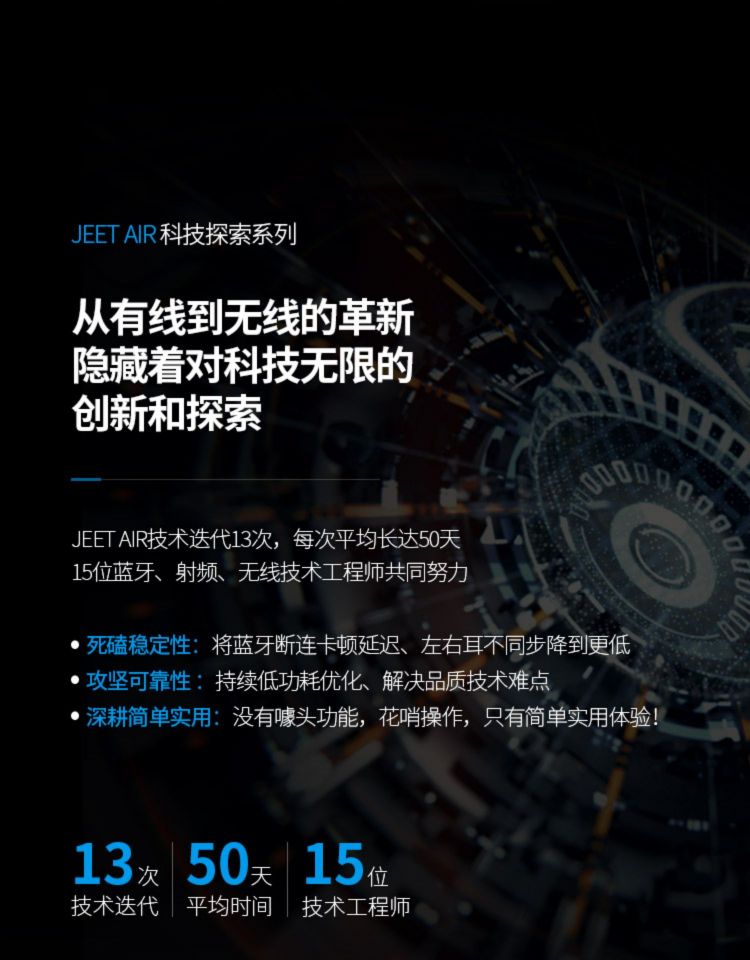 JEET AIR 科技探索系列
从有线到无线的革新
隐藏着对科技无限的
创新和探索
JEET AIR技术迭代13次，每次平均长达50天
15位蓝牙、射频、无线技术工程师共同努力
• 死磕稳定性：将蓝牙断连卡顿延迟、左右耳不同步降到更低
• 攻坚可靠性：持续低功耗优化、解决品质技术难点
• 深耕简单实用：没有噱头功能，花哨操作，只有简单实用体验！
13次 50天 15位
技术迭代 平均时间 技术工程师